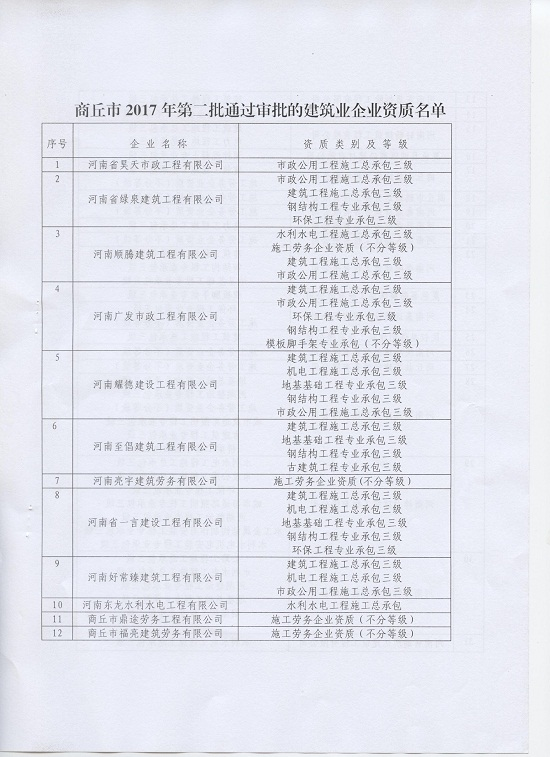 商丘市 2017 年第二批通过审批的建筑业企业资质名单
序号 企业名称 资质类别及等级
1 河南省昊天市政工程有限公司 市政公用工程施工总承包三级
2 河南省绿泉建筑工程有限公司 市政公用工程施工总承包三级
建筑工程施工总承包三级
钢结构工程专业承包三级
环保工程专业承包三级
3 河南顺腾建筑工程有限公司 水利水电工程施工总承包三级
施工劳务企业资质（不分等级）
建筑工程施工总承包三级
市政公用工程施工总承包三级
4 河南广发市政工程有限公司 建筑工程施工总承包三级
市政公用工程施工总承包三级
环保工程专业承包三级
钢结构工程专业承包三级
模板脚手架专业承包（不分等级）
5 河南耀德建设工程有限公司 建筑工程施工总承包三级
机电工程施工总承包三级
地基基础工程专业承包三级
钢结构工程专业承包三级
市政公用工程施工总承包三级
6 河南至倡建筑工程有限公司 建筑工程施工总承包三级
地基基础工程专业承包三级
钢结构工程专业承包三级
古建筑工程专业承包三级
7 河南亮宇建筑劳务有限公司 施工劳务企业资质(不分等级）
8 河南省一言建设工程有限公司 建筑工程施工总承包三级
机电工程施工总承包三级
地基基础工程专业承包三级
钢结构工程专业承包三级
环保工程专业承包三级
9 河南好常臻建筑工程有限公司 建筑工程施工总承包三级
机电工程施工总承包三级
市政公用工程施工总承包三级
10 河南东龙水利水电工程有限公司 水利水电工程施工总承包
11 商丘市鼎途劳务工程有限公司 施工劳务企业资质（不分等级）
12 商丘市福亮建筑劳务有限公司 施工劳务企业资质（不分等级）